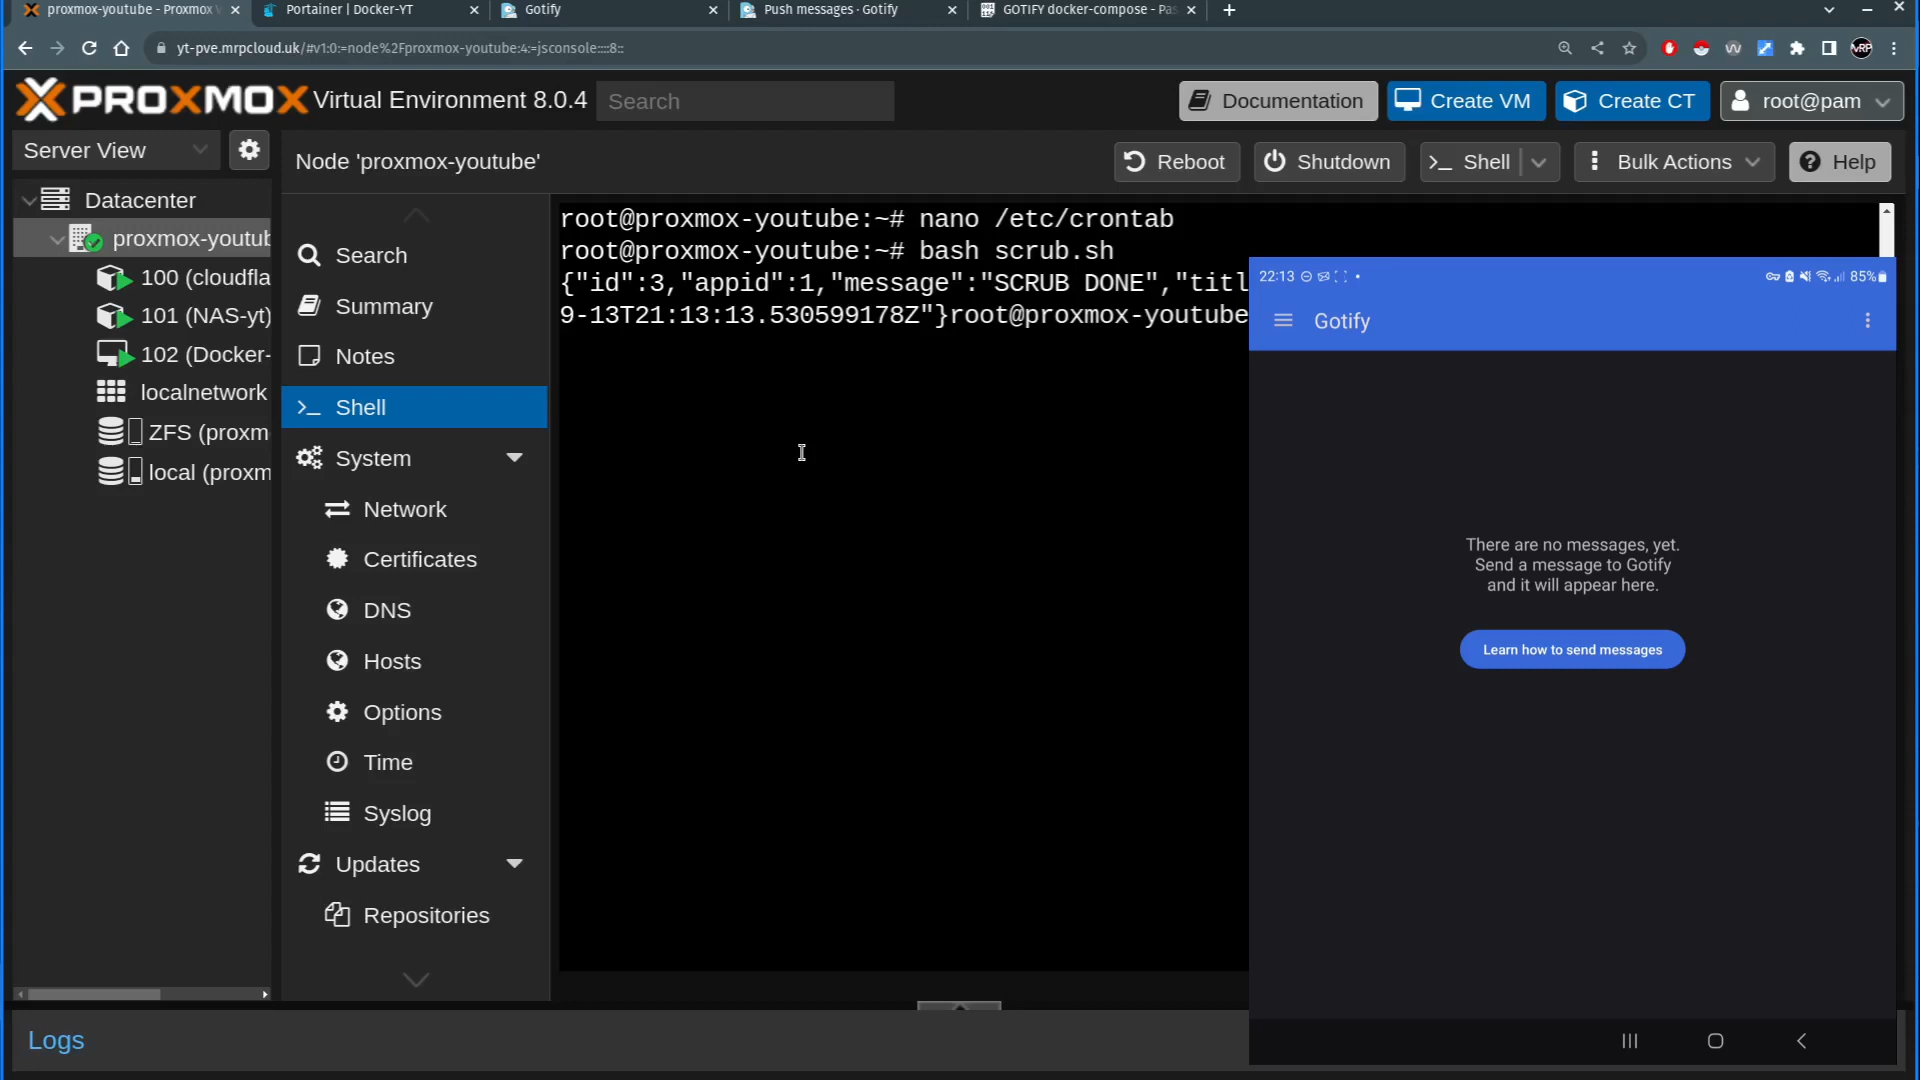 proxmox-youtube - Proxmox V
Portainer | Docker-YT
Gotify
Push messages · Gotify
GOTIFY docker-compose - Pas
yt-pve.mrpcloud.uk/#v1:0:=node%2Fproxmox-youtube:4:=jsconsole::::8::
PROXMOX Virtual Environment 8.0.4
Search
Documentation
Create VM
Create CT
root@pam
Server View
Node 'proxmox-youtube'
Reboot
Shutdown
Shell
Bulk Actions
Help
Datacenter
proxmox-youtub
100 (cloudfla
101 (NAS-yt)
102 (Docker-
localnetwork
ZFS (proxm
local (proxm
Search
Summary
Notes
Shell
System
Network
Certificates
DNS
Hosts
Options
Time
Syslog
Updates
Repositories
root@proxmox-youtube:~# nano /etc/crontab
root@proxmox-youtube:~# bash scrub.sh
{"id":3,"appid":1,"message":"SCRUB DONE","titl
9-13T21:13:13.530599178Z"}root@proxmox-youtube
22:13
85%
Gotify
There are no messages, yet.
Send a message to Gotify
and it will appear here.
Learn how to send messages
Logs